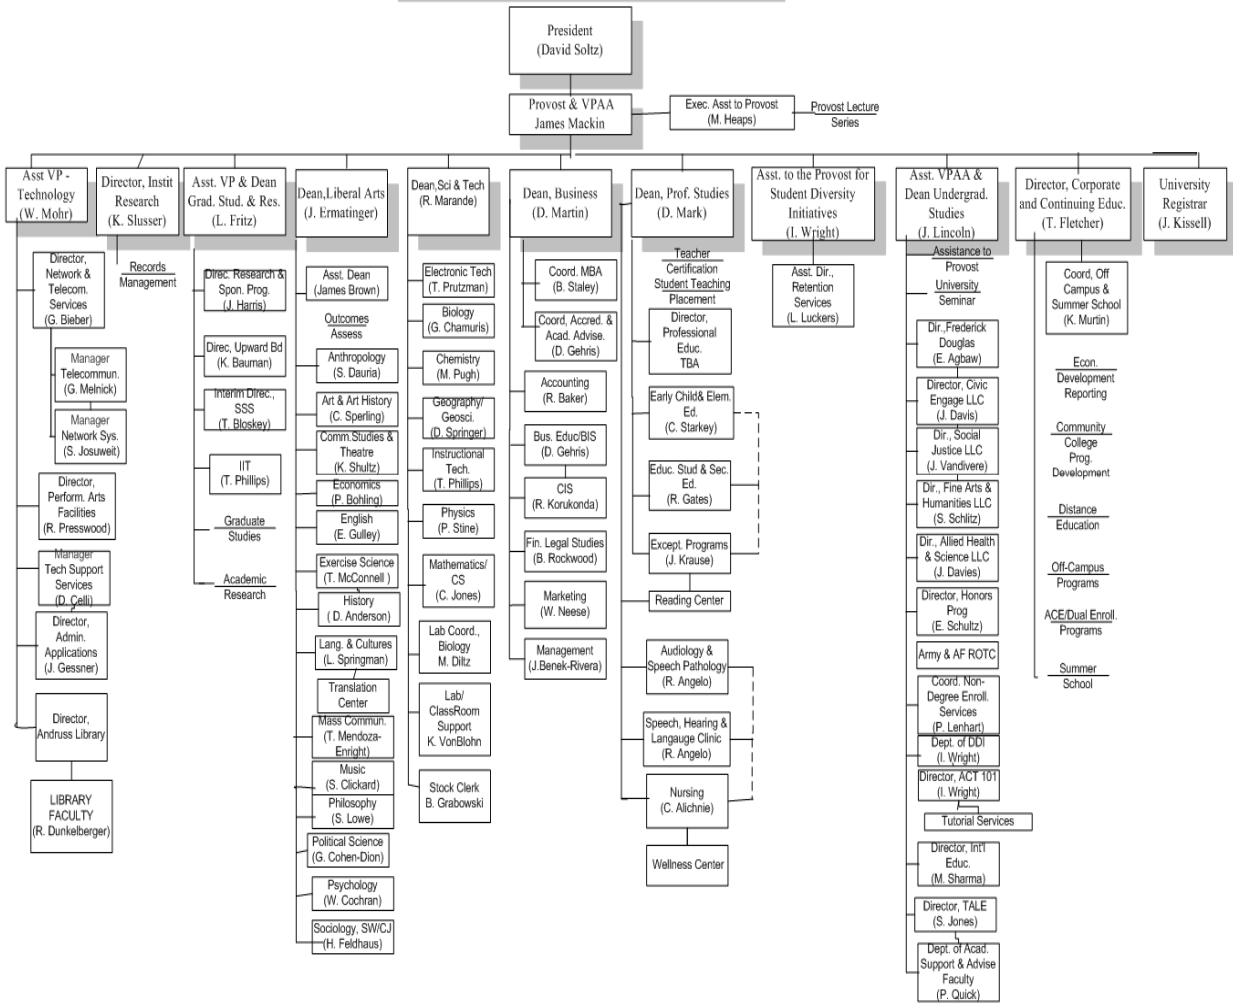 President
(David Soltz)
Provost & VPAA
James Mackin
Exec. Asst to Provost
(M. Heaps)
Provost Lecture
Series
Asst VP -
Technology
(W. Mohr)
Director,
Network &
Telecom.
Services
(G. Bieber)
Manager
Telecommun.
(G. Melnick)
Manager
Network Sys.
(S. Josuweit)
Director,
Perform. Arts
Facilities
(R. Presswood)
Manager
Tech Support
Services
(D. Celli)
Director,
Admin.
Applications
(J. Gessner)
Director,
Andruss Library
LIBRARY
FACULTY
(R. Dunkelberger)
Director, Instit
Research
(K. Slusser)
Records
Management
Asst. VP & Dean
Grad. Stud. & Res.
(L. Fritz)
Direc. Research &
Spon. Prog.
(J. Harris)
Direc, Upward Bd
(K. Bauman)
Interim Direc.,
SSS
(T. Bloskey)
IIT
(T. Phillips)
Graduate
Studies
Academic
Research
Dean,Liberal Arts
(J. Ermatinger)
Asst. Dean
(James Brown)
Outcomes
Assess
Anthropology
(S. Dauria)
Art & Art History
(C. Sperling)
Comm.Studies &
Theatre
(K. Shultz)
Economics
(P. Bohling)
English
(E. Gulley)
Exercise Science
(T. McConnell )
History
( D. Anderson)
Lang. & Cultures
(L. Springman)
Translation
Center
Mass Commun.
(T. Mendoza-
Enright)
Music
(S. Clickard)
Philosophy
(S. Lowe)
Political Science
(G. Cohen-Dion)
Psychology
(W. Cochran)
Sociology, SW/CJ
(H. Feldhaus)
Dean,Sci & Tech
(R. Marande)
Electronic Tech
(T. Prutzman)
Biology
(G. Chamuris)
Chemistry
(M. Pugh)
Geography/
Geosci.
(D. Springer)
Instructional
Tech.
(T. Phillips)
Physics
(P. Stine)
Mathematics/
CS
(C. Jones)
Lab Coord.,
Biology
M. Diltz
Lab/
ClassRoom
Support
K. VonBlohn
Stock Clerk
B. Grabowski
Dean, Business
(D. Martin)
Coord. MBA
(B. Staley)
Coord, Accred. &
Acad. Advise.
(D. Gehris)
Accounting
(R. Baker)
Bus. Educ/BIS
(D. Gehris)
CIS
(R. Korukonda)
Fin. Legal Studies
(B. Rockwood)
Marketing
(W. Neese)
Management
(J.Benek-Rivera)
Dean, Prof. Studies
(D. Mark)
Teacher
Certification
Student Teaching
Placement
Director,
Professional
Educ.
TBA
Early Child& Elem.
Ed.
(C. Starkey)
Educ. Stud & Sec.
Ed.
(R. Gates)
Except. Programs
(J. Krause)
Reading Center
Audiology &
Speech Pathology
(R. Angelo)
Speech, Hearing &
Langauge Clinic
(R. Angelo)
Nursing
(C. Alichnie)
Wellness Center
Asst. to the Provost for
Student Diversity
Initiatives
(I. Wright)
Asst. Dir.,
Retention
Services
(L. Luckers)
Asst. VPAA &
Dean Undergrad.
Studies
(J. Lincoln)
Assistance to
Provost
University
Seminar
Dir.,Frederick
Douglas
(E. Agbaw)
Director, Civic
Engage LLC
(J. Davis)
Dir., Social
Justice LLC
(J. Vandivere)
Dir., Fine Arts &
Humanities LLC
(S. Schlitz)
Dir., Allied Health
& Science LLC
(J. Davies)
Director, Honors
Prog
(E. Schultz)
Army & AF ROTC
Coord. Non-
Degree Enroll.
Services
(P. Lenhart)
Dept. of DDI
(I. Wright)
Director, ACT 101
(I. Wright)
Tutorial Services
Director, Int'l
Educ.
(M. Sharma)
Director, TALE
(S. Jones)
Dept. of Acad.
Support & Advise
Faculty
(P. Quick)
Director, Corporate
and Continuing Educ.
(T. Fletcher)
Coord, Off
Campus &
Summer School
(K. Murtin)
Econ.
Development
Reporting
Community
College
Prog.
Development
Distance
Education
Off-Campus
Programs
ACE/Dual Enroll.
Programs
Summer
School
University
Registrar
(J. Kissell)